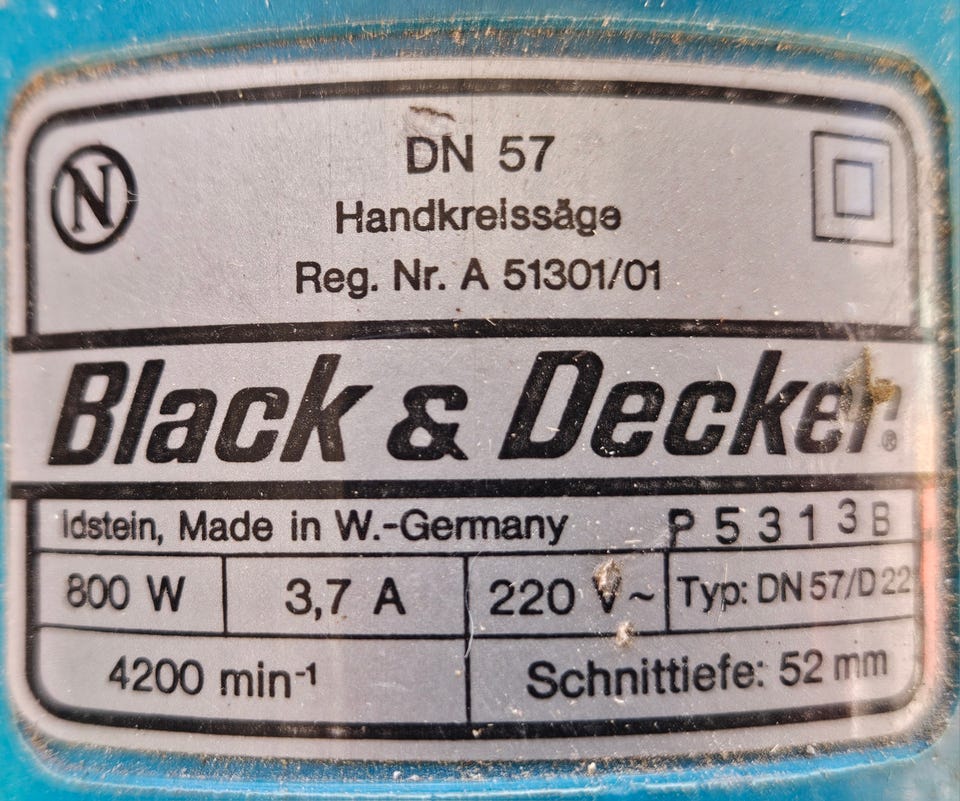 N
DN 57
Handkreissäge
Reg. Nr. A 51301/01
Black & Decker®
Idstein, Made in W.-Germany P 5 3 1 3 B
800 W 3,7 A 220 V~ Typ: DN 57/D 22
4200 min⁻¹ Schnittiefe: 52 mm